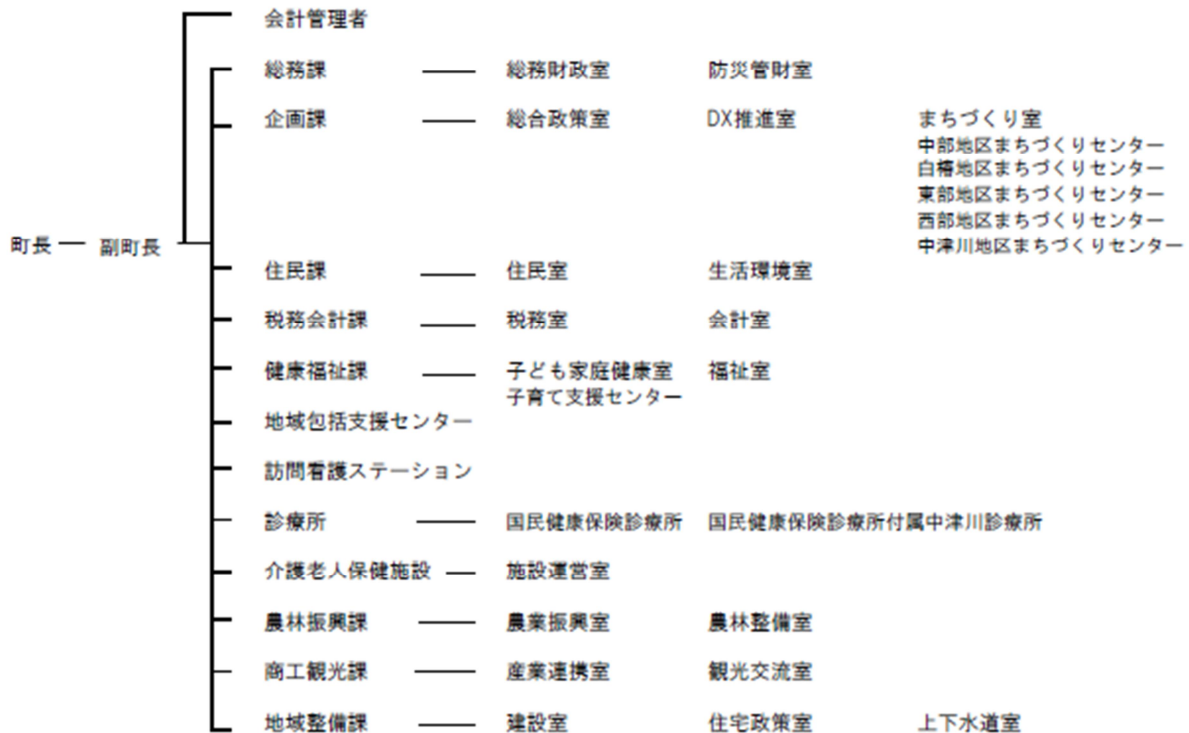 会計管理者
総務課 総務財政室 防災管財室
企画課 総合政策室 DX推進室 まちづくり室
中部地区まちづくりセンター
白椿地区まちづくりセンター
東部地区まちづくりセンター
西部地区まちづくりセンター
町長 副町長 中津川地区まちづくりセンター
住民課 住民室 生活環境室
税務会計課 税務室 会計室
健康福祉課 子ども家庭健康室 福祉室
子育て支援センター
地域包括支援センター
訪問看護ステーション
診療所 国民健康保険診療所 国民健康保険診療所付属中津川診療所
介護老人保健施設 施設運営室
農林振興課 農業振興室 農林整備室
商工観光課 産業連携室 観光交流室
地域整備課 建設室 住宅政策室 上下水道室